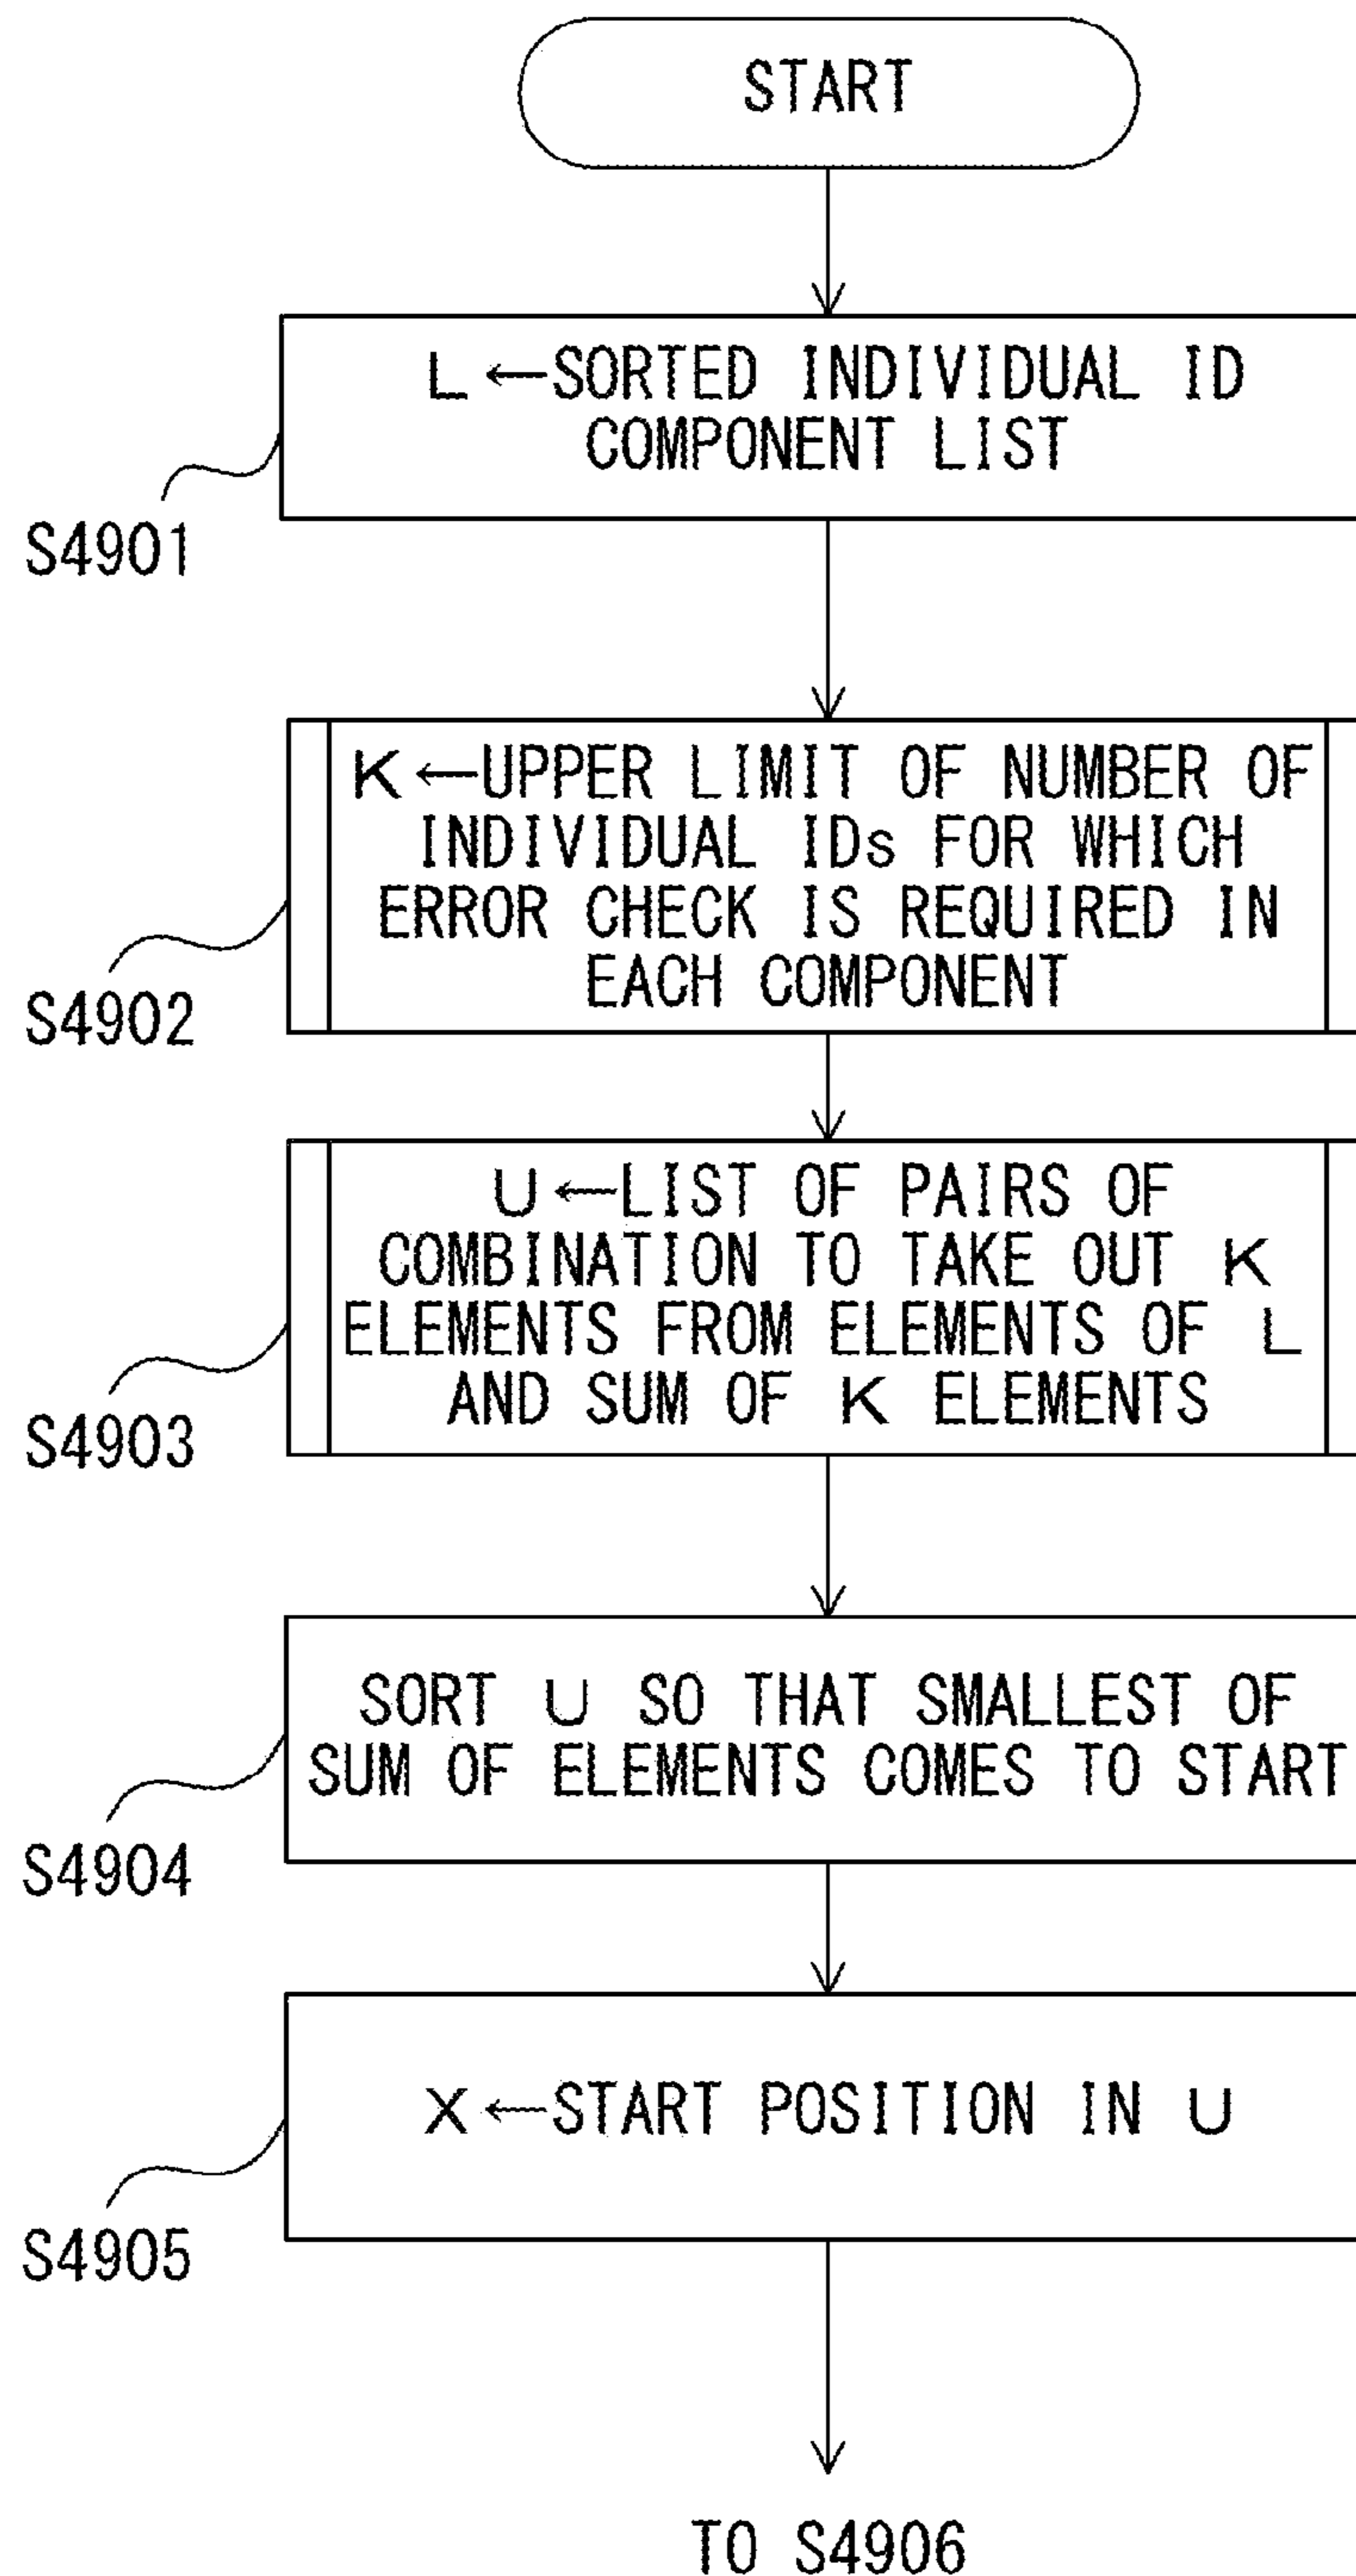 START
L←SORTED INDIVIDUAL ID
COMPONENT LIST
S4901
K←UPPER LIMIT OF NUMBER OF
INDIVIDUAL IDs FOR WHICH
ERROR CHECK IS REQUIRED IN
EACH COMPONENT
S4902
U←LIST OF PAIRS OF
COMBINATION TO TAKE OUT K
ELEMENTS FROM ELEMENTS OF L
AND SUM OF K ELEMENTS
S4903
SORT U SO THAT SMALLEST OF
SUM OF ELEMENTS COMES TO START
S4904
X←START POSITION IN U
S4905
TO S4906